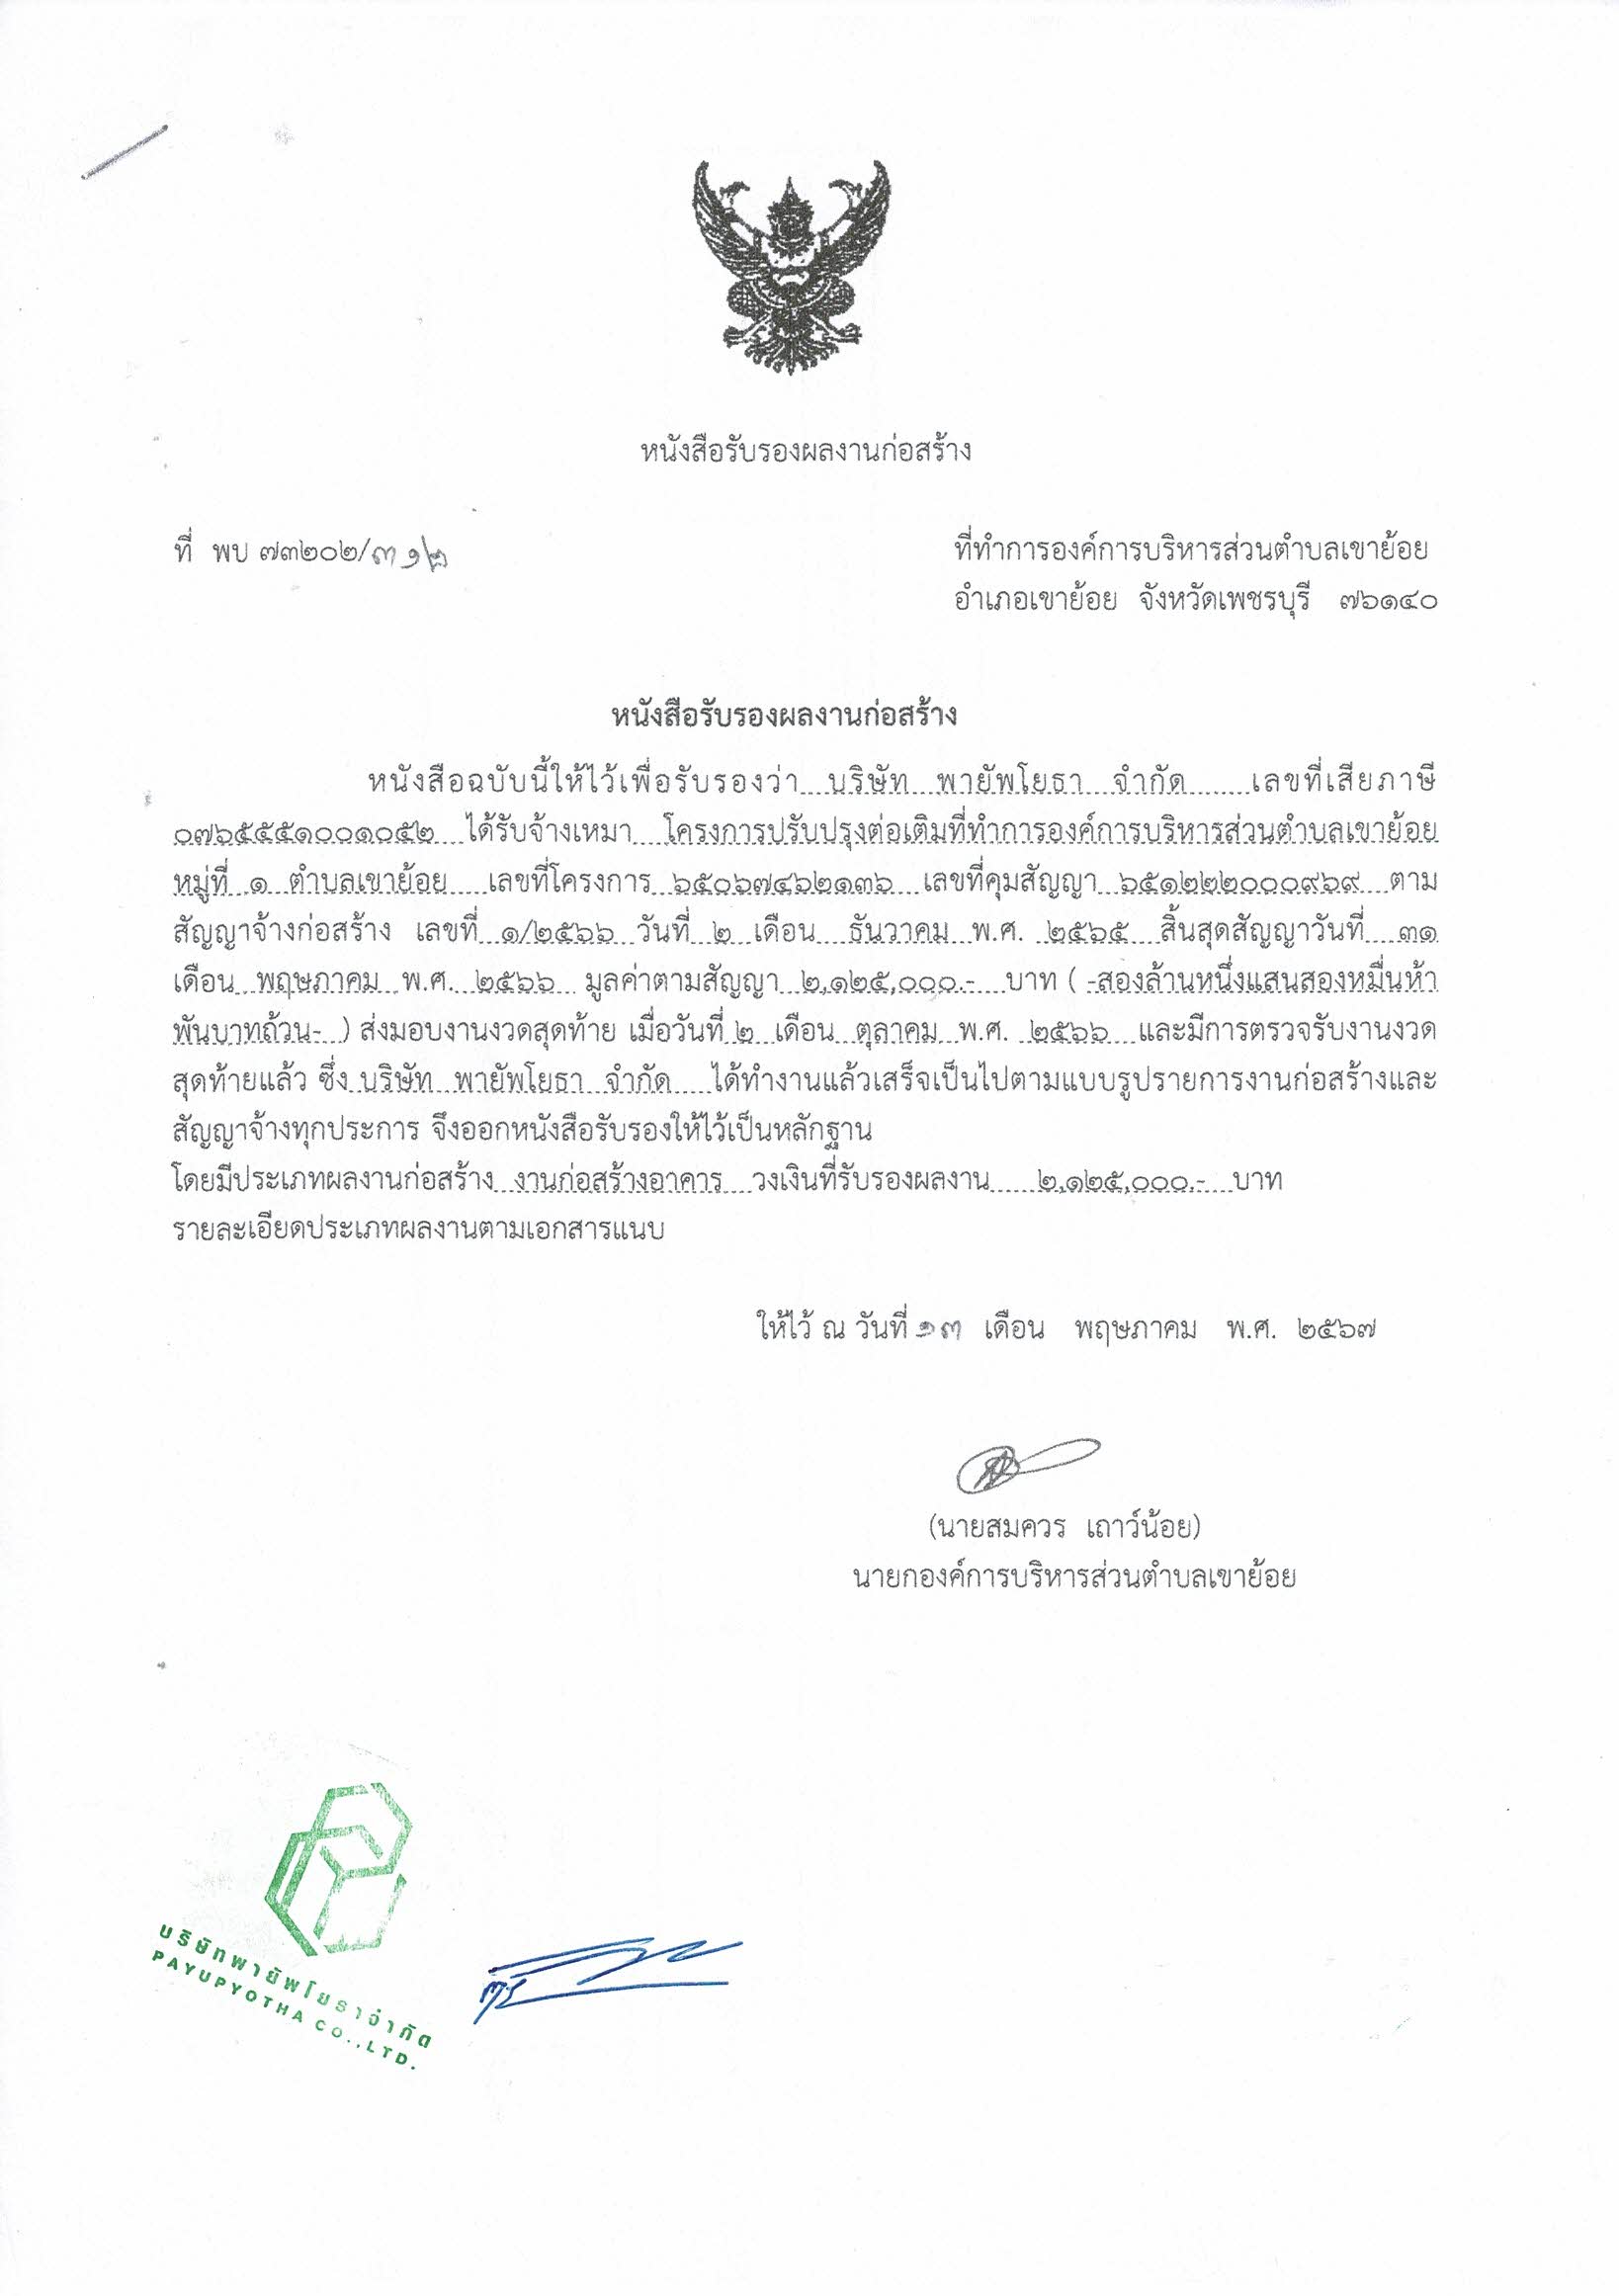 หนังสือรับรองผลงานก่อสร้าง
ที่ พบ ๗๓๒๐๒/๓๑๒
ที่ทำการองค์การบริหารส่วนตำบลเขาย้อย
อำเภอเขาย้อย จังหวัดเพชรบุรี ๗๖๑๔๐
หนังสือรับรองผลงานก่อสร้าง
หนังสือฉบับนี้ให้ไว้เพื่อรับรองว่า บริษัท พายัพโยธา จำกัด เลขที่เสียภาษี
๐๗๖๕๕๕๑๐๐๑๐๕๒ ได้รับจ้างเหมา โครงการปรับปรุงต่อเติมที่ทำการองค์การบริหารส่วนตำบลเขาย้อย
หมู่ที่ ๑ ตำบลเขาย้อย เลขที่โครงการ ๖๕๐๖๗๔๖๒๑๓๖ เลขที่คุมสัญญา ๖๕๑๒๒๒๐๐๐๙๖๙ ตาม
สัญญาจ้างก่อสร้าง เลขที่ ๑/๒๕๖๖ วันที่ ๒ เดือน ธันวาคม พ.ศ. ๒๕๖๕ สิ้นสุดสัญญาวันที่ ๓๑
เดือน พฤษภาคม พ.ศ. ๒๕๖๖ มูลค่าตามสัญญา ๒,๑๒๕,๐๐๐.- บาท ( -สองล้านหนึ่งแสนสองหมื่นห้า
พันบาทถ้วน- ) ส่งมอบงานงวดสุดท้าย เมื่อวันที่ ๒ เดือน ตุลาคม พ.ศ. ๒๕๖๖ และมีการตรวจรับงานงวด
สุดท้ายแล้ว ซึ่ง บริษัท พายัพโยธา จำกัด ได้ทำงานแล้วเสร็จเป็นไปตามแบบรูปรายการงานก่อสร้างและ
สัญญาจ้างทุกประการ จึงออกหนังสือรับรองให้ไว้เป็นหลักฐาน
โดยมีประเภทผลงานก่อสร้าง งานก่อสร้างอาคาร วงเงินที่รับรองผลงาน ๒,๑๒๕,๐๐๐.- บาท
รายละเอียดประเภทผลงานตามเอกสารแนบ
ให้ไว้ ณ วันที่ ๑๓ เดือน พฤษภาคม พ.ศ. ๒๕๖๗
(นายสมควร เถาว์น้อย)
นายกองค์การบริหารส่วนตำบลเขาย้อย
บริษัทพายัพโยธาจำกัด
PAYUPYOTHA CO.,LTD.